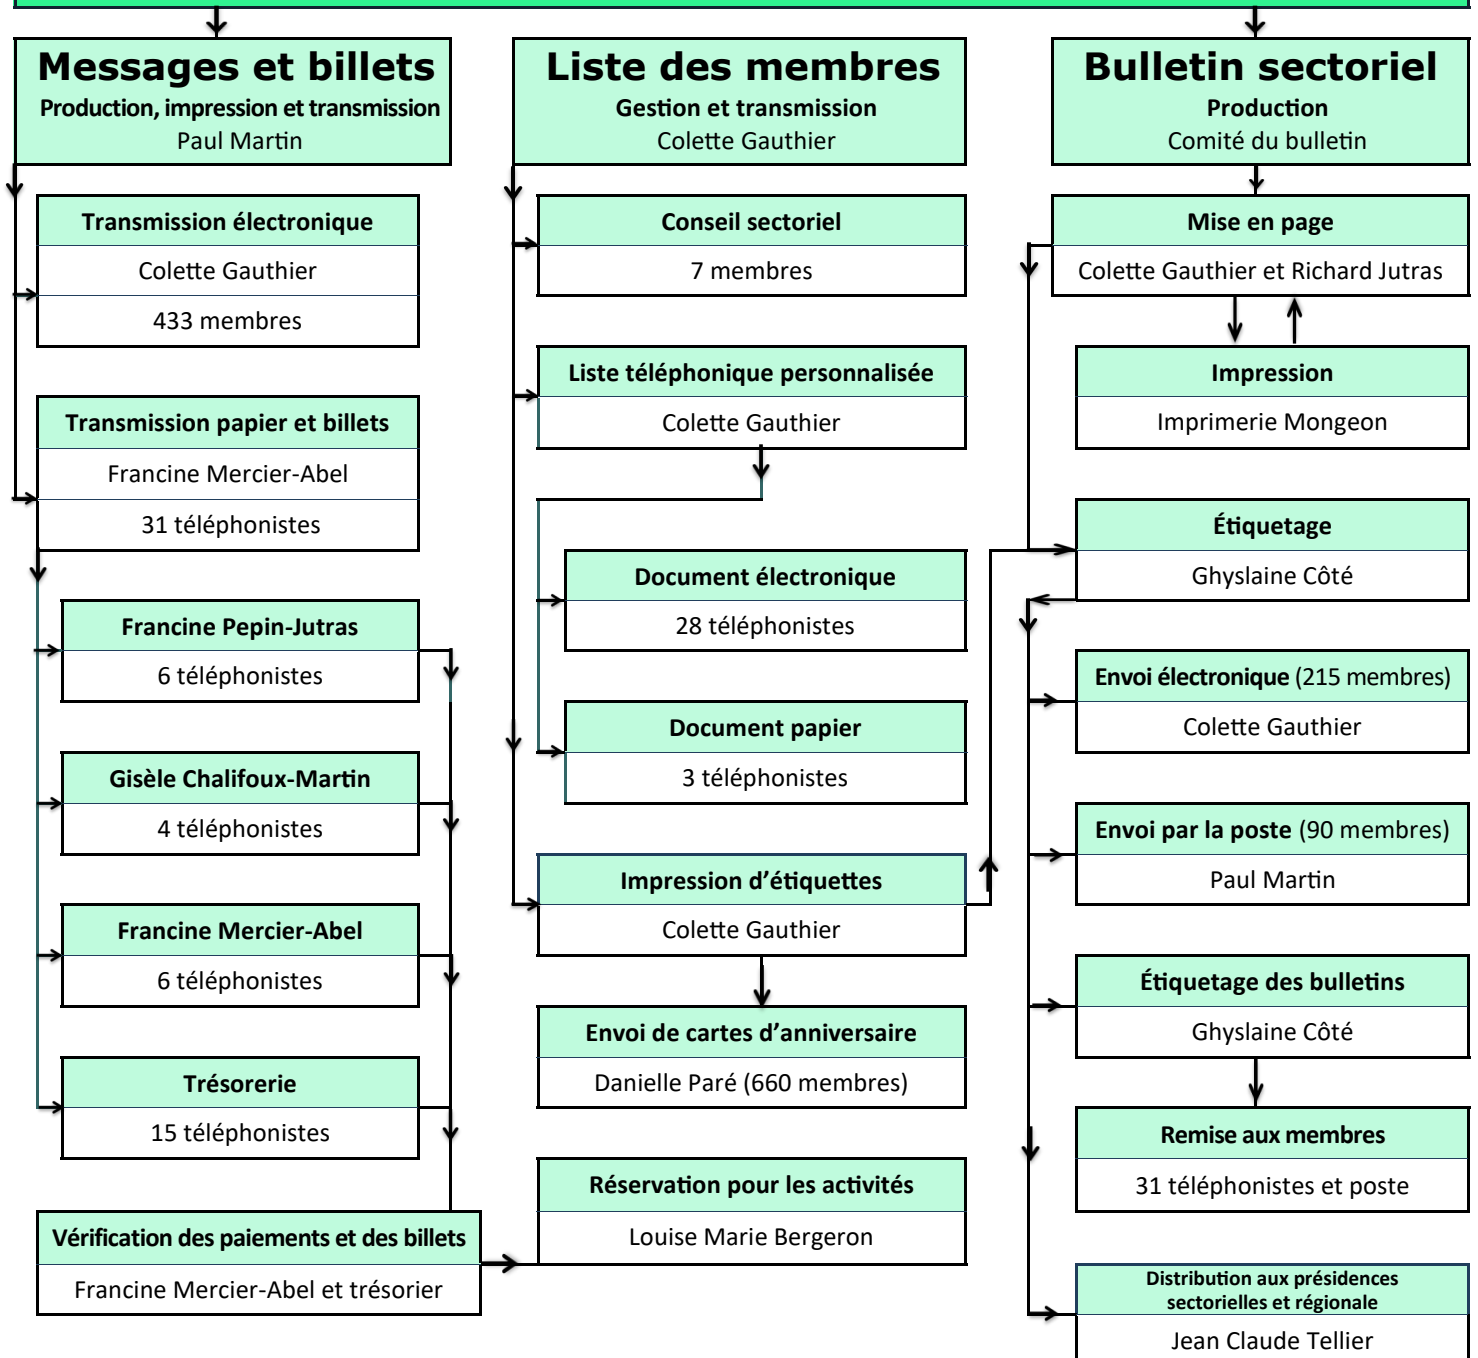 Messages et billets
Production, impression et transmission
Paul Martin
Transmission électronique
Colette Gauthier
433 membres
Transmission papier et billets
Francine Mercier-Abel
31 téléphonistes
Francine Pepin-Jutras
6 téléphonistes
Gisèle Chalifoux-Martin
4 téléphonistes
Francine Mercier-Abel
6 téléphonistes
Trésorerie
15 téléphonistes
Vérification des paiements et des billets
Francine Mercier-Abel et trésorier
Liste des membres
Gestion et transmission
Colette Gauthier
Conseil sectoriel
7 membres
Liste téléphonique personnalisée
Colette Gauthier
Document électronique
28 téléphonistes
Document papier
3 téléphonistes
Impression d’étiquettes
Colette Gauthier
Envoi de cartes d’anniversaire
Danielle Paré (660 membres)
Réservation pour les activités
Louise Marie Bergeron
Bulletin sectoriel
Production
Comité du bulletin
Mise en page
Colette Gauthier et Richard Jutras
Impression
Imprimerie Mongeon
Étiquetage
Ghyslaine Côté
Envoi électronique (215 membres)
Colette Gauthier
Envoi par la poste (90 membres)
Paul Martin
Étiquetage des bulletins
Ghyslaine Côté
Remise aux membres
31 téléphonistes et poste
Distribution aux présidences
sectorielles et régionale
Jean Claude Tellier